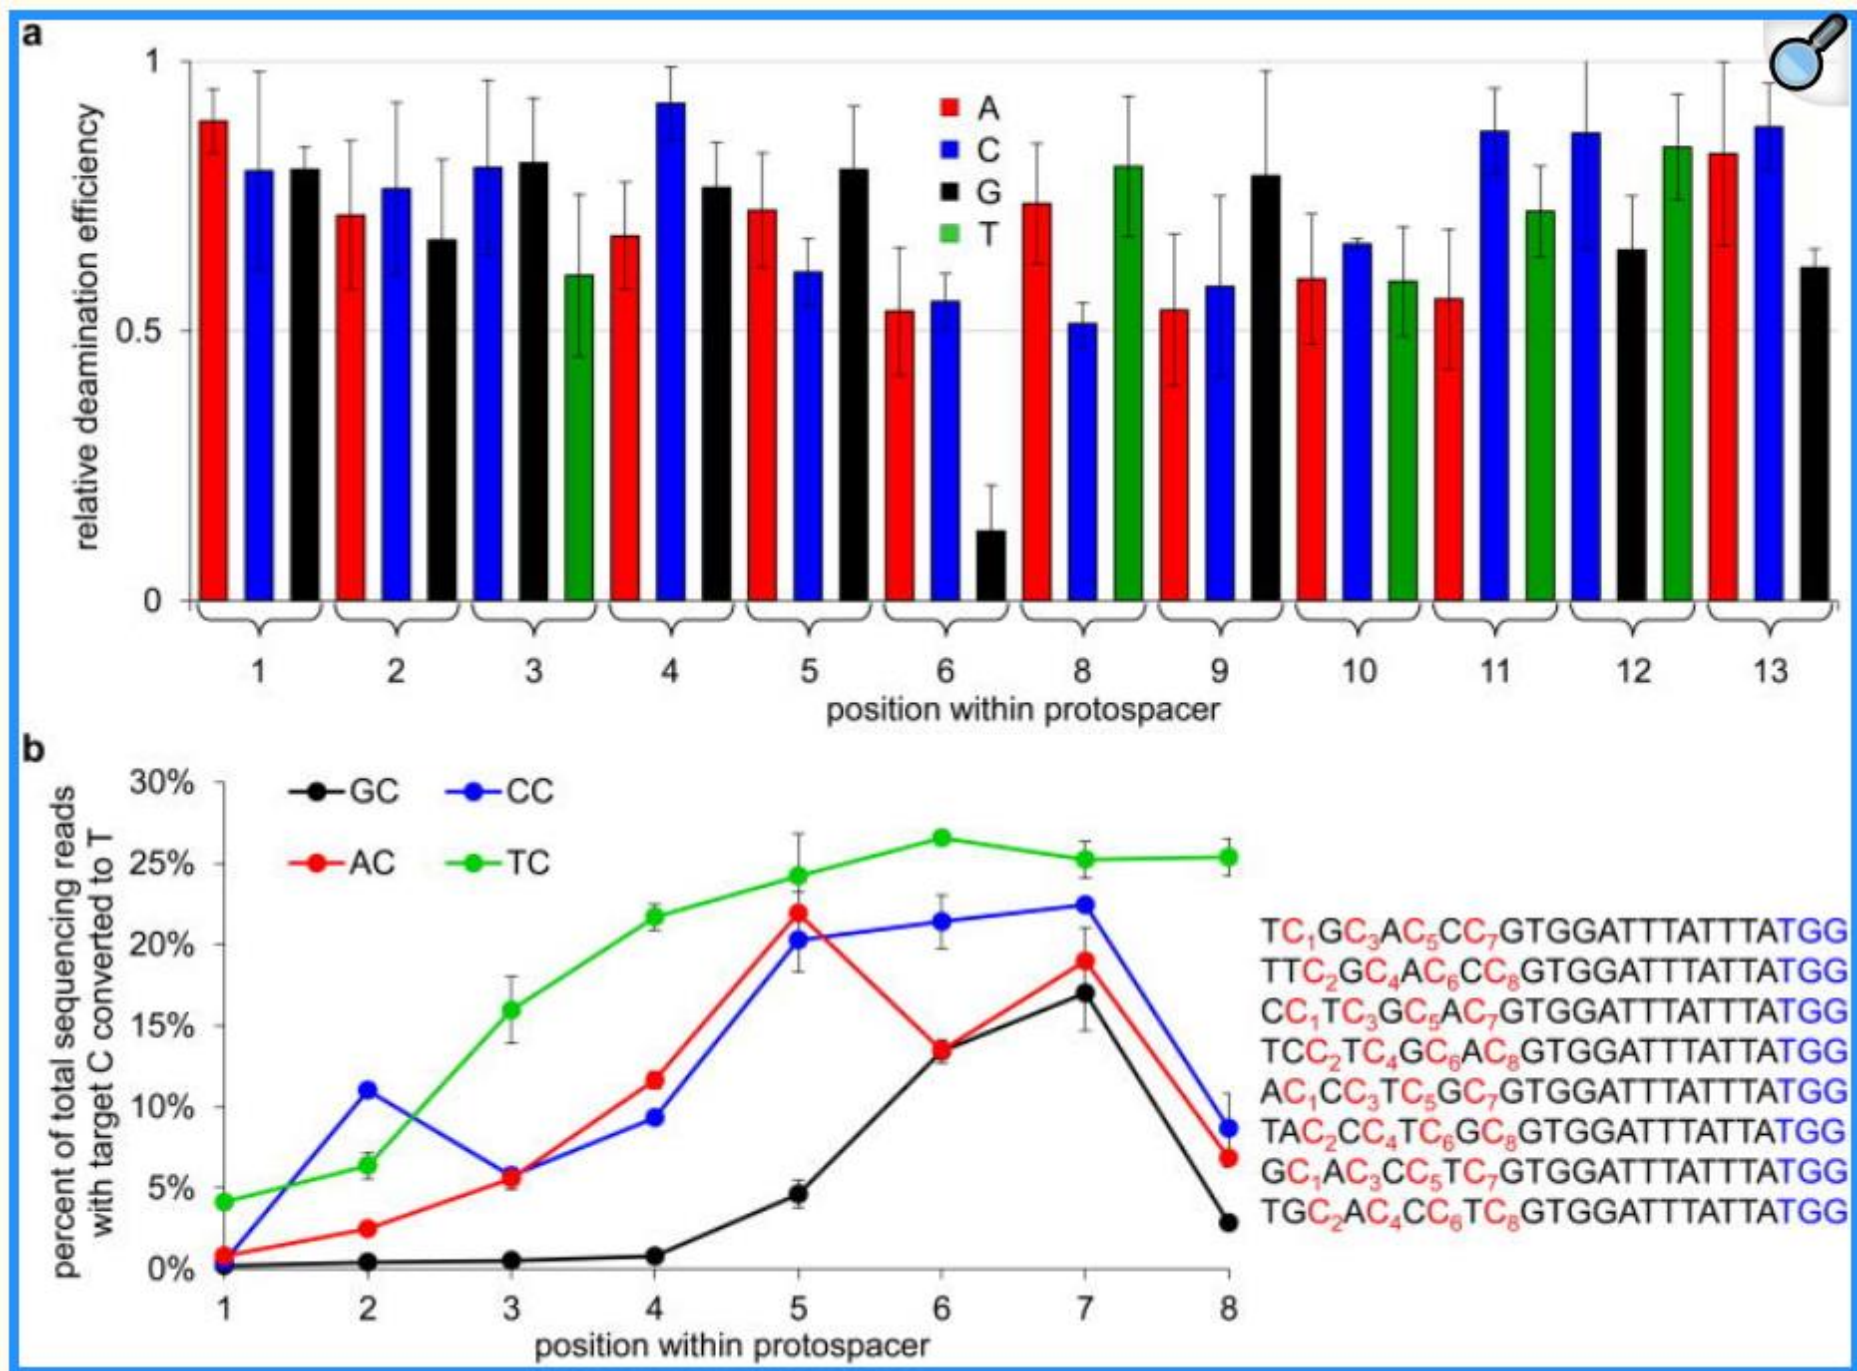 a
relative deamination efficiency
1
0.5
0
A
C
G
T
1 2 3 4 5 6 8 9 10 11 12 13
position within protospacer
b
percent of total sequencing reads
with target C converted to T
30%
25%
20%
15%
10%
5%
0%
GC CC
AC TC
1 2 3 4 5 6 7 8
position within protospacer
TC₁GC₃AC₅CC₇GTGGATTTATTTATGG
TTC₂GC₄AC₆CC₈GTGGATTTATTATGG
CC₁TC₃GC₅AC₇GTGGATTTATTTATGG
TCC₂TC₄GC₆AC₈GTGGATTTATTATGG
AC₁CC₃TC₅GC₇GTGGATTTATTTATGG
TAC₂CC₄TC₆GC₈GTGGATTTATTATGG
GC₁AC₃CC₅TC₇GTGGATTTATTTATGG
TGC₂AC₄CC₆TC₈GTGGATTTATTATGG